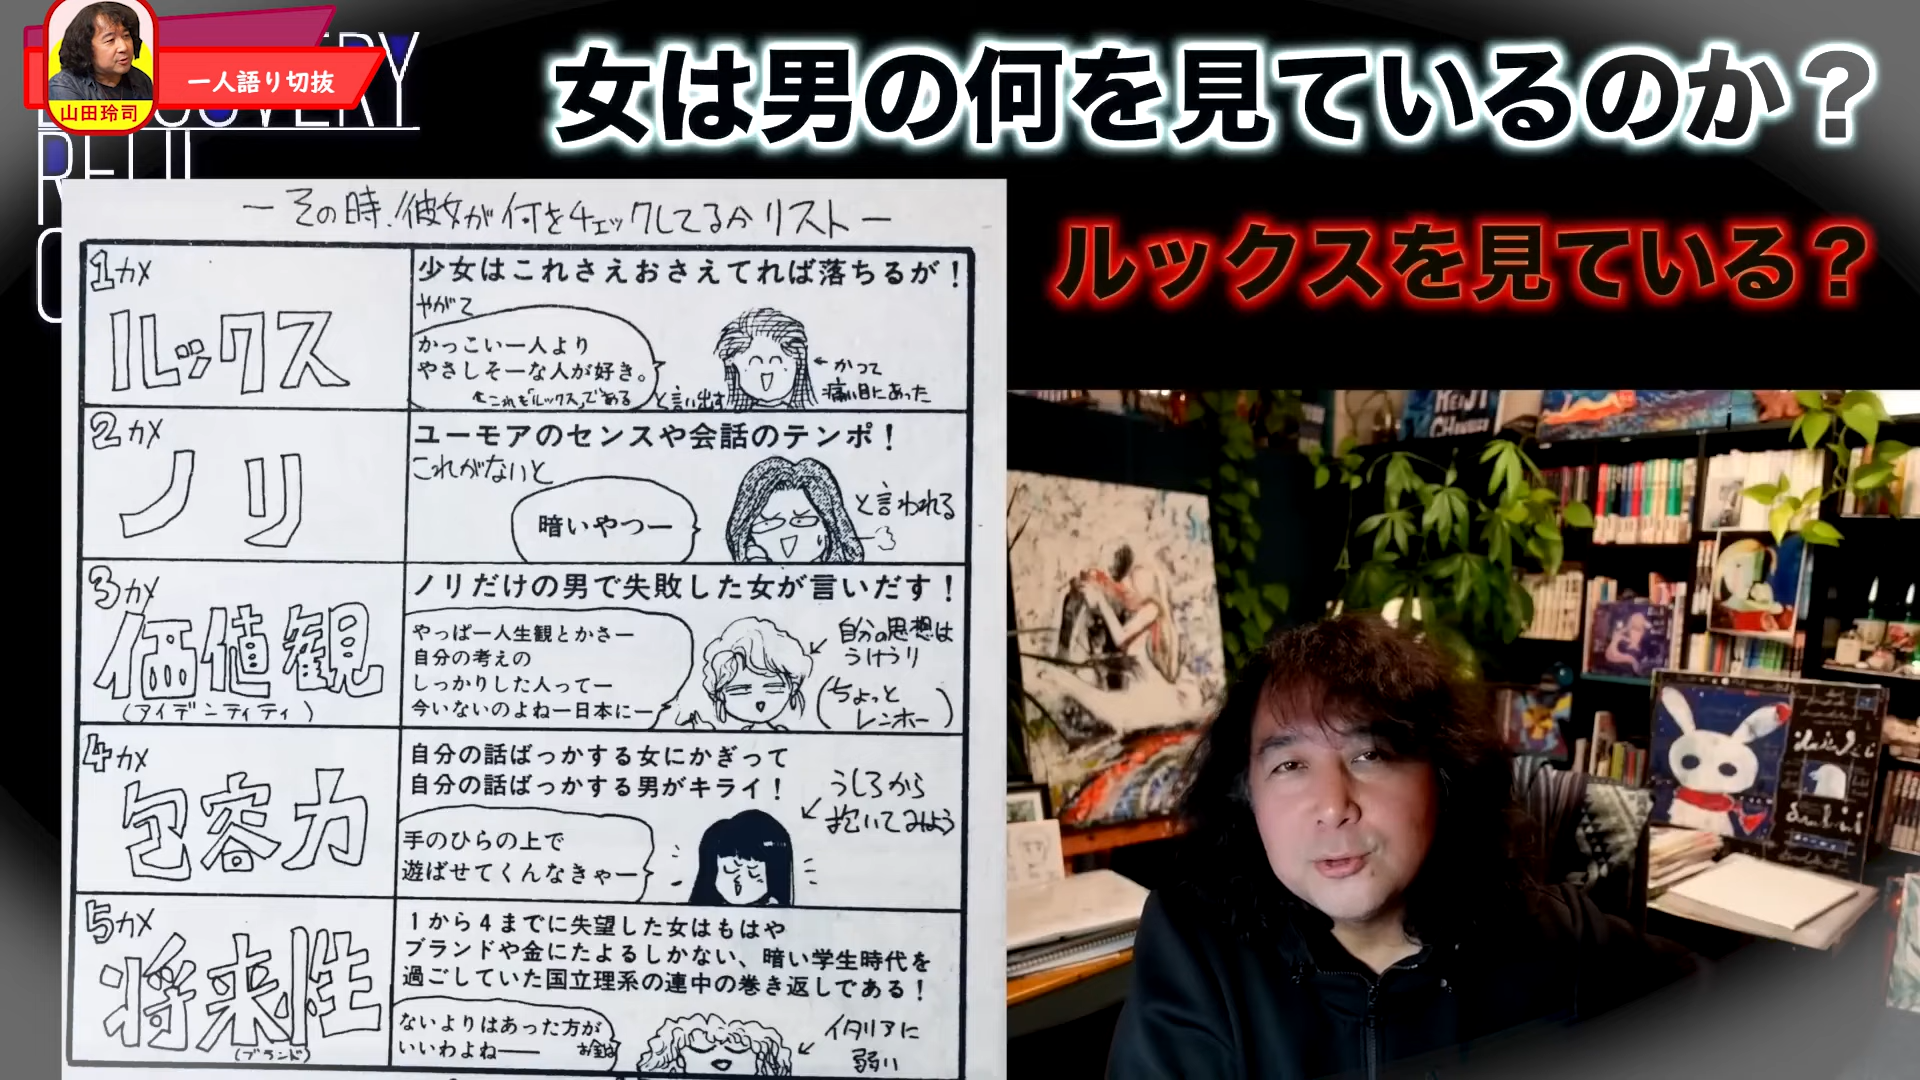 一人語り切抜
山田玲司
女は男の何を見ているのか？
ルックスを見ている？
ーその時、彼女が何をチェックしてるか リストー
1カメ
ルックス
少女はこれさえおさえてれば落ちるが！
やがて
かっこいー人より
やさしそーな人が好き。
←これも「ルックス」である
と言い出す
←かつて
痛い目にあった
2カメ
ノリ
ユーモアのセンスや会話のテンポ！
これがないと
暗いやつー
と言われる
3カメ
価値観
(アイデンティティ)
ノリだけの男で失敗した女が言いだす！
やっぱー人生観とかさー
自分の考えの
しっかりした人ってー
今いないのよねー日本にー
自分の思想は
うけうり
(ちょっと
レンホー)
4カメ
包容力
自分の話ばっかする女にかぎって
自分の話ばっかする男がキライ！
手のひらの上で
遊ばせてくんなきゃー
うしろから
抱いてみよう
5カメ
将来性
(ブランド)
1から4までに失望した女はもはや
ブランドや金にたよるしかない、暗い学生時代を
過ごしていた国立理系の連中の巻き返しである！
ないよりはあった方が
いいわよねー
お金は
イタリアに
弱い